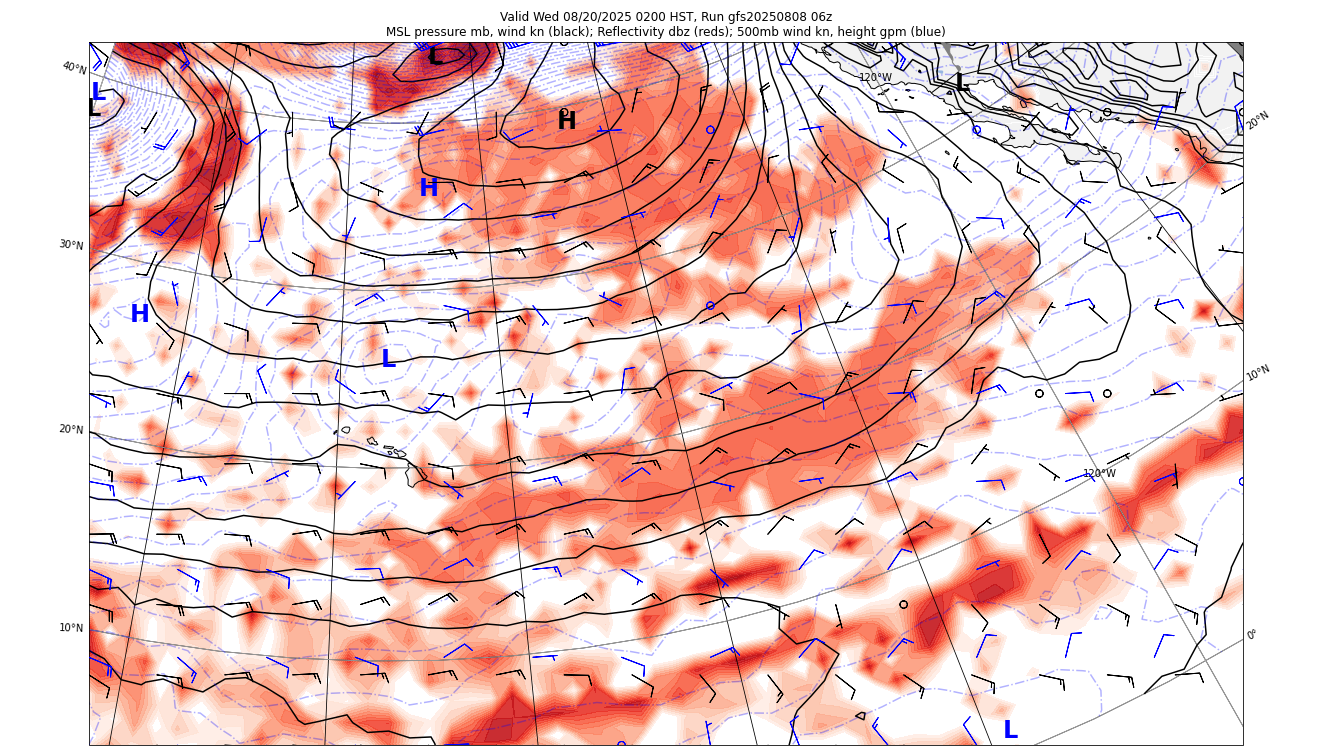 Valid Wed 08/20/2025 0200 HST, Run gfs20250808 06z
MSL pressure mb, wind kn (black); Reflectivity dbz (reds); 500mb wind kn, height gpm (blue)
L
L
40°N
120°W
L
L
L
H
20°N
H
30°N
H
L
10°N
20°N
120°W
10°N
0°
L